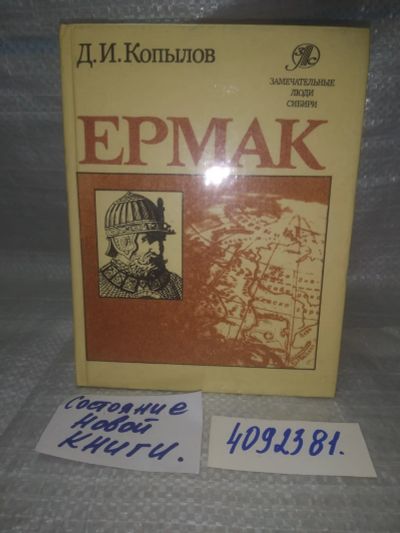 Д.И.Копылов
ЗАМЕЧАТЕЛЬНЫЕ
ЛЮДИ
СИБИРИ
ЕРМАК
Состояние
новой
книги.
4092381.